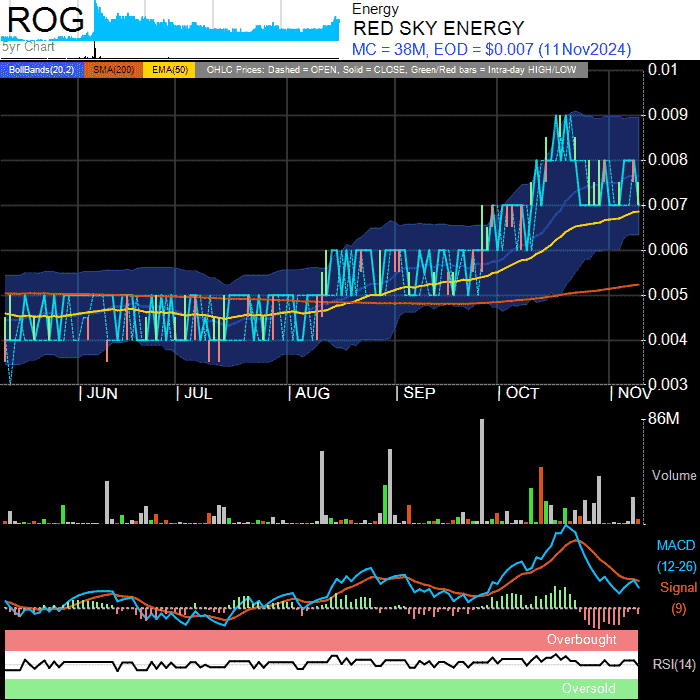 ROG
5yr Chart
Energy
RED SKY ENERGY
MC = 38M, EOD = $0.007 (11Nov2024)
BollBands(20,2) SMA(200) EMA(50) OHLC Prices: Dashed = OPEN, Solid = CLOSE, Green/Red bars = Intra-day HIGH/LOW
0.01
0.009
0.008
0.007
0.006
0.005
0.004
0.003
JUN JUL AUG SEP OCT NOV
86M
Volume
MACD
(12-26)
Signal
(9)
Overbought
RSI(14)
Oversold